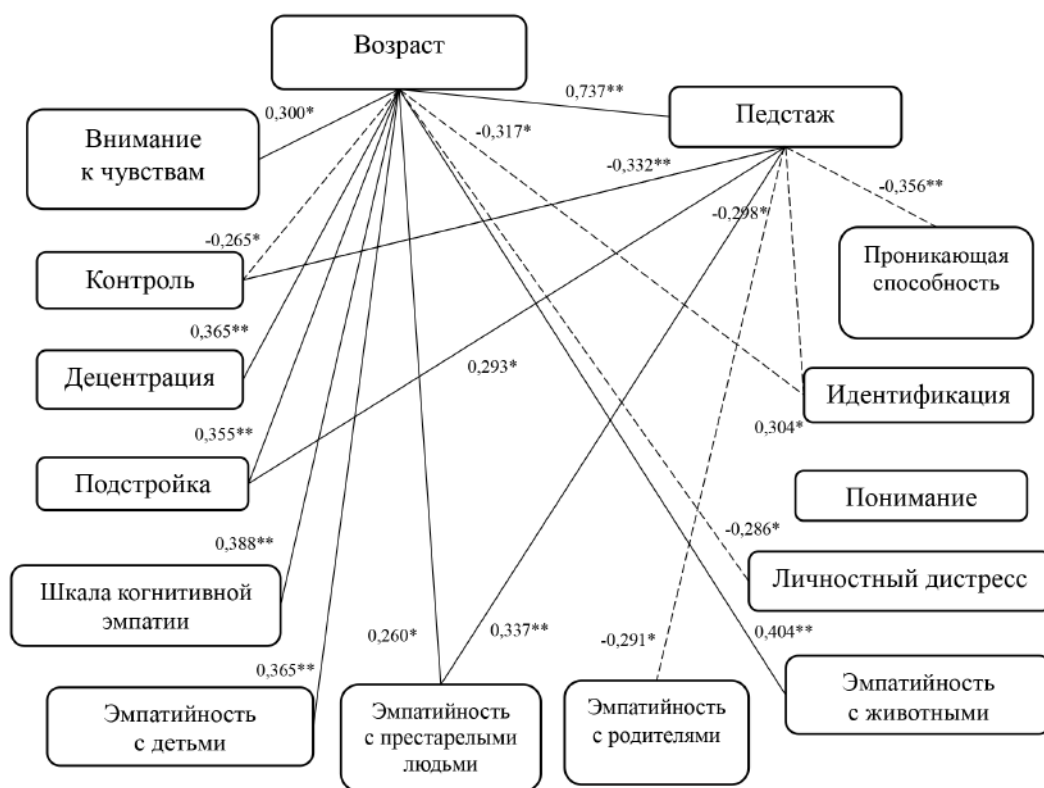 Возраст
0,737**
0,300*
Педстаж
-0,317*
Внимание
к чувствам
-0,332**
-0,356**
-0,298*
-0,265*
Контроль
Проникающая
способность
0,365**
Децентрация
0,293*
Идентификация
0,304*
0,355**
Подстройка
Понимание
-0,286*
0,388**
Личностный дистресс
Шкала когнитивной
эмпатии
0,260*
0,337**
-0,291*
0,404**
0,365**
Эмпатийность
с детьми
Эмпатийность
с престарелыми
людьми
Эмпатийность
с родителями
Эмпатийность
с животными